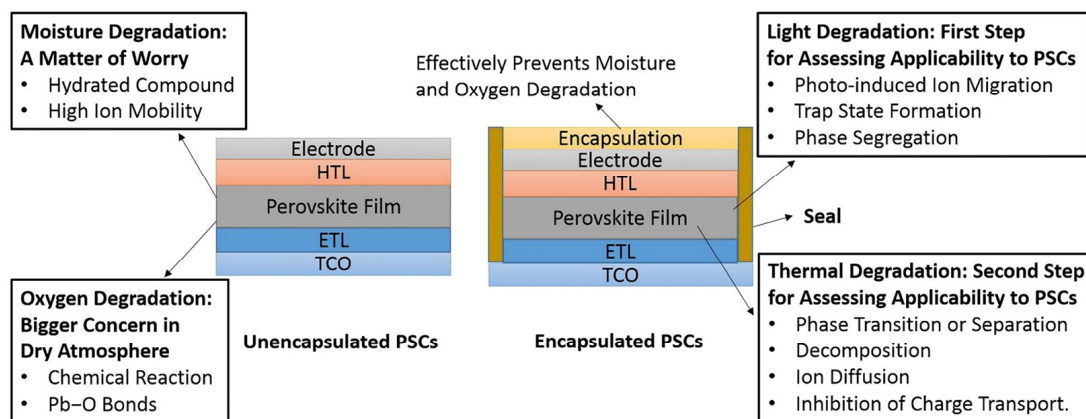 Moisture Degradation:
A Matter of Worry
• Hydrated Compound
• High Ion Mobility
Oxygen Degradation:
Bigger Concern in
Dry Atmosphere
• Chemical Reaction
• Pb–O Bonds
Electrode
HTL
Perovskite Film
ETL
TCO
Unencapsulated PSCs
Effectively Prevents Moisture
and Oxygen Degradation
Encapsulation
Electrode
HTL
Perovskite Film
ETL
TCO
Encapsulated PSCs
Seal
Light Degradation: First Step
for Assessing Applicability to PSCs
• Photo-induced Ion Migration
• Trap State Formation
• Phase Segregation
Thermal Degradation: Second Step
for Assessing Applicability to PSCs
• Phase Transition or Separation
• Decomposition
• Ion Diffusion
• Inhibition of Charge Transport.